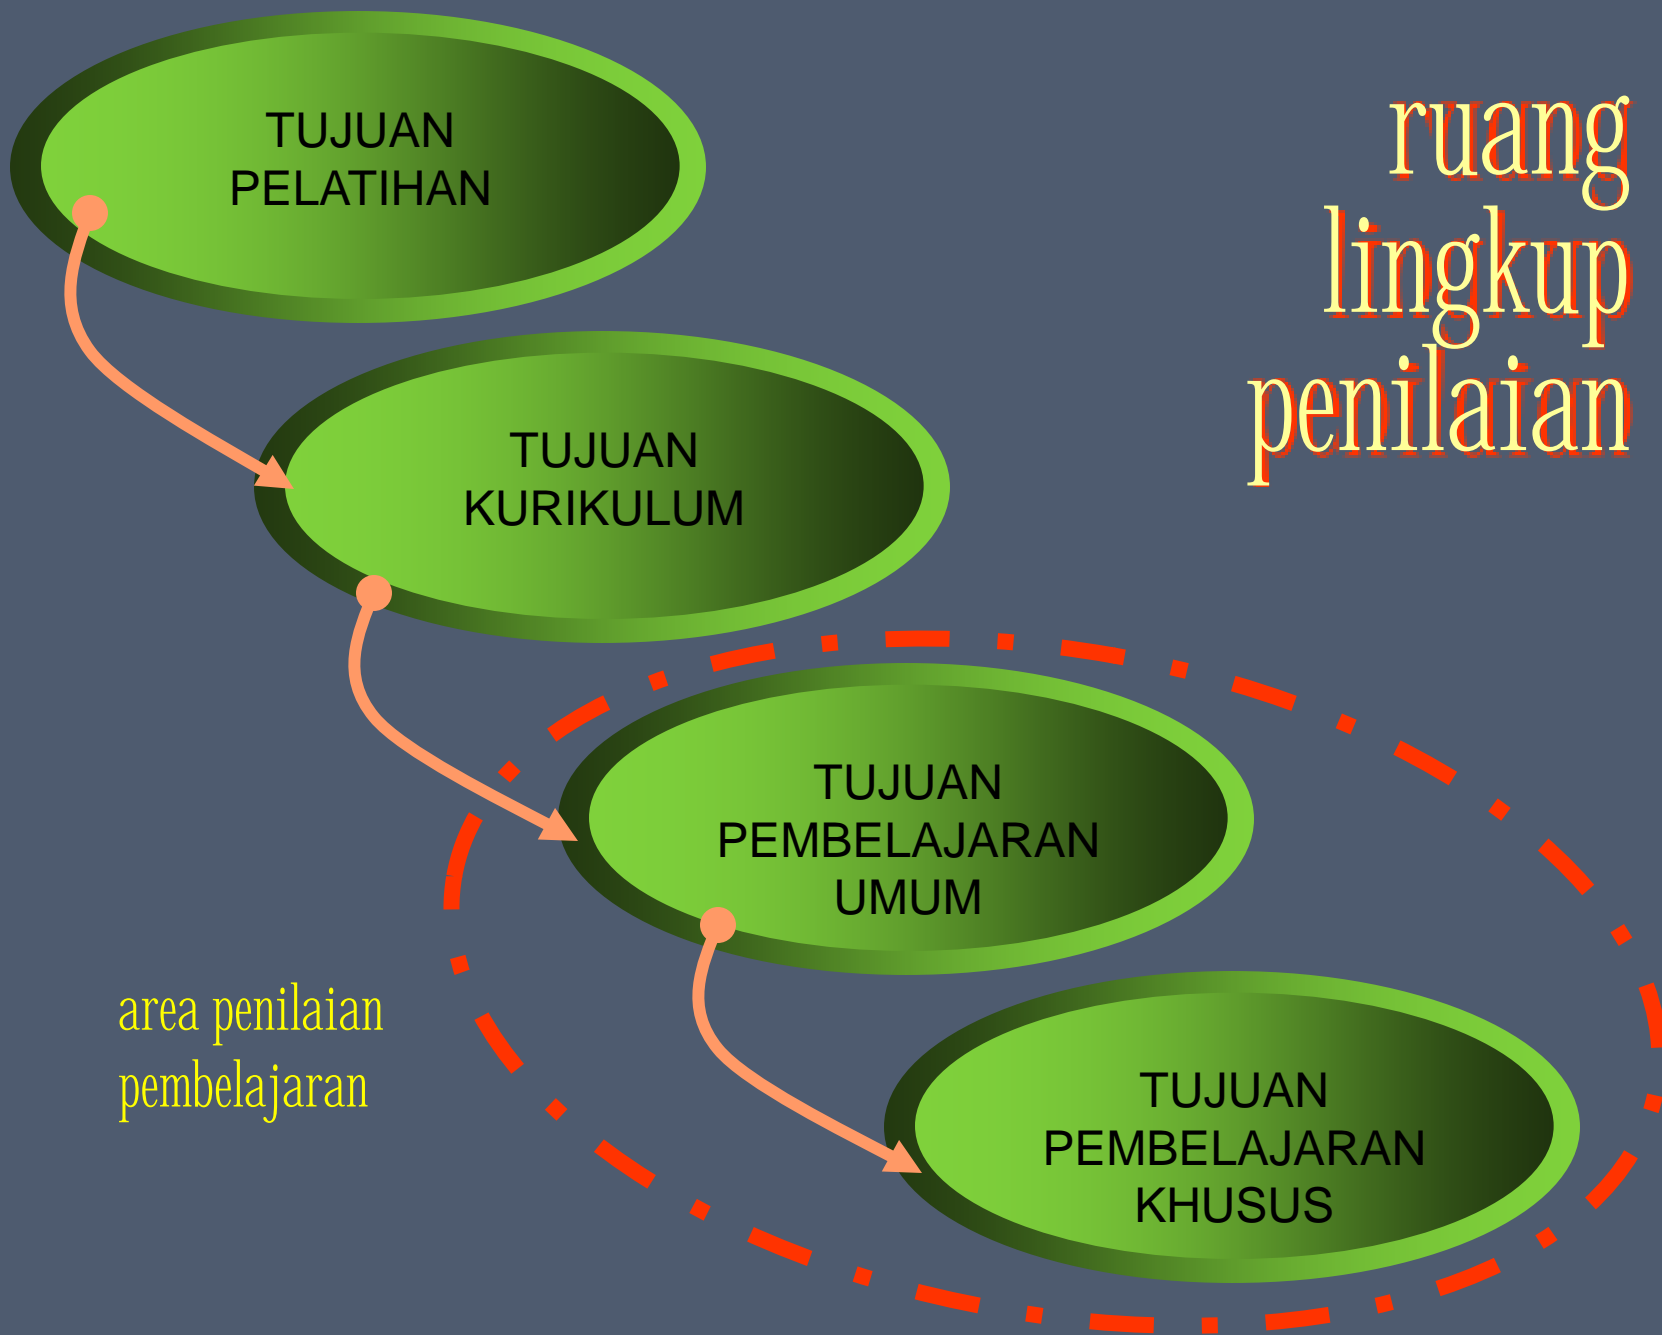 TUJUAN
PELATIHAN
ruang
lingkup
penilaian
TUJUAN
KURIKULUM
TUJUAN
PEMBELAJARAN
UMUM
area penilaian
pembelajaran
TUJUAN
PEMBELAJARAN
KHUSUS